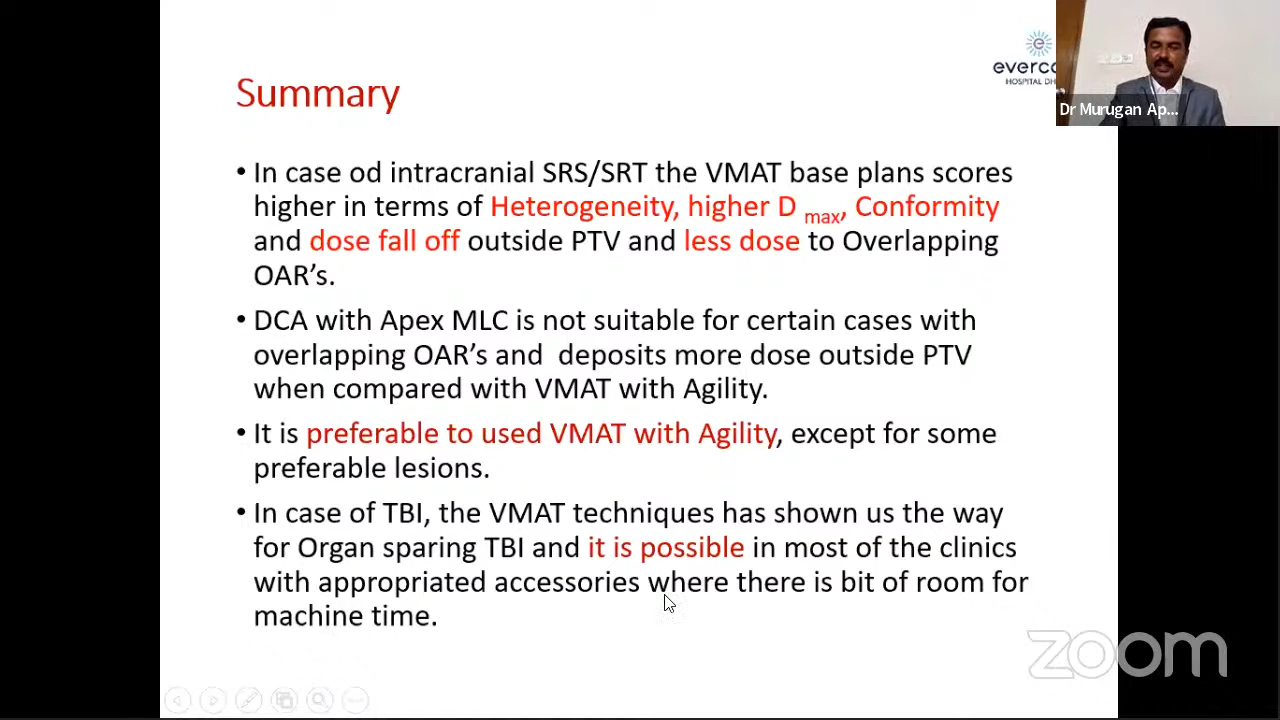 Summary
• In case od intracranial SRS/SRT the VMAT base plans scores
higher in terms of Heterogeneity, higher D max, Conformity
and dose fall off outside PTV and less dose to Overlapping
OAR’s.
• DCA with Apex MLC is not suitable for certain cases with
overlapping OAR’s and deposits more dose outside PTV
when compared with VMAT with Agility.
• It is preferable to used VMAT with Agility, except for some
preferable lesions.
• In case of TBI, the VMAT techniques has shown us the way
for Organ sparing TBI and it is possible in most of the clinics
with appropriated accessories where there is bit of room for
machine time.
everca
HOSPITAL DH
Dr Murugan Ap...
zoom